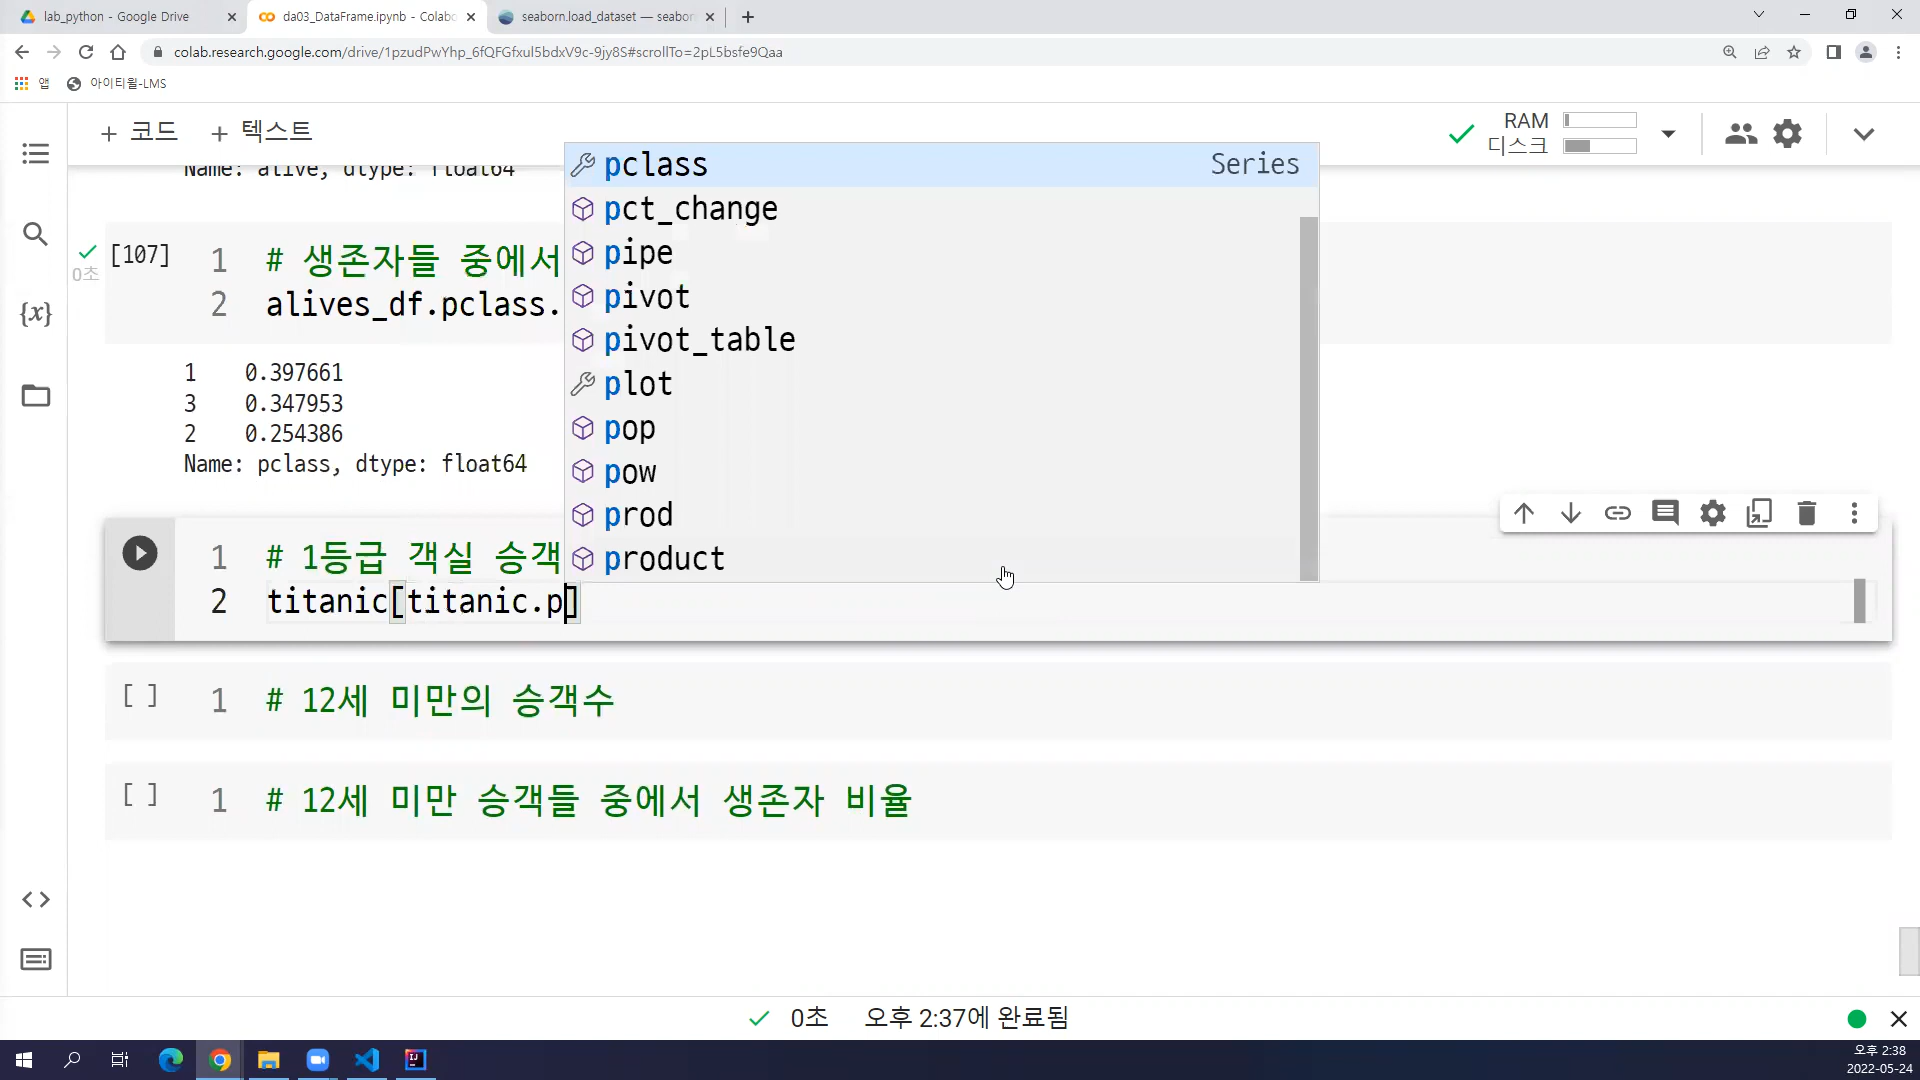 lab_python - Google Drive
da03_DataFrame.ipynb - Colabo
seaborn.load_dataset — seabor
colab.research.google.com/drive/1pzudPwYhp_6fQFGfxul5bdxV9c-9jy8S#scrollTo=2pL5bsfe9Qaa
앱
아이티윌-LMS
+ 코드
+ 텍스트
RAM
디스크
Name: alive, dtype: float64
[107]
0초
1 # 생존자들 중에서
2 alives_df.pclass.
1 0.397661
3 0.347953
2 0.254386
Name: pclass, dtype: float64
pclass Series
pct_change
pipe
pivot
pivot_table
plot
pop
pow
prod
product
1 # 1등급 객실 승객
2 titanic[titanic.p]
[ ] 1 # 12세 미만의 승객수
[ ] 1 # 12세 미만 승객들 중에서 생존자 비율
0초 오후 2:37에 완료됨
오후 2:38
2022-05-24